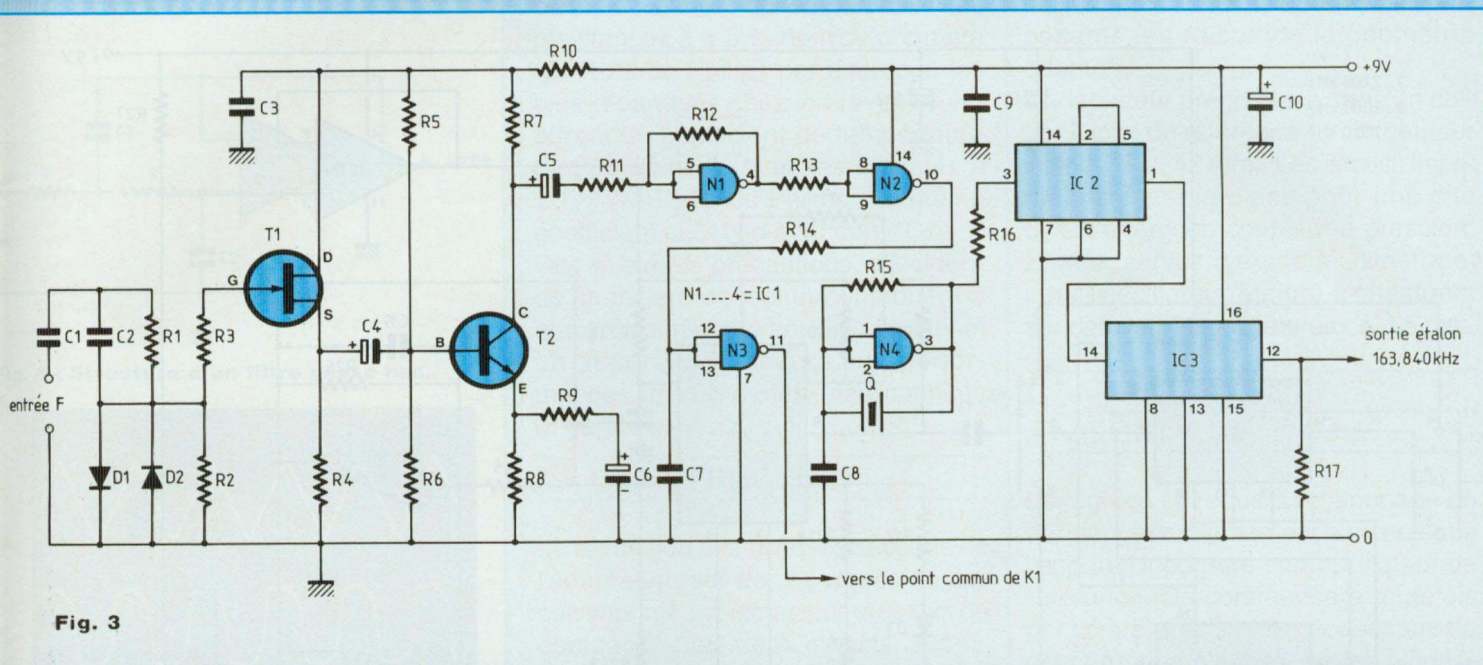 R10
+9V
C3
R5
R7
R12
C9
C10
C5
R11
5
6
N1
4
R13
8
9
N2
14
10
14
2
5
3
IC 2
1
7
6
4
R16
T1
D
G
S
R14
R15
N1....4 = IC1
C1
C2
R1
R3
C4
B
C
T2
E
12
13
N3
11
7
1
2
N4
3
Q
16
14
IC3
12
8
13
15
sortie étalon
163,840kHz
entrée F
R9
D1
D2
R2
R4
R6
R8
+
C6
−
C7
C8
R17
0
vers le point commun de K1
Fig. 3